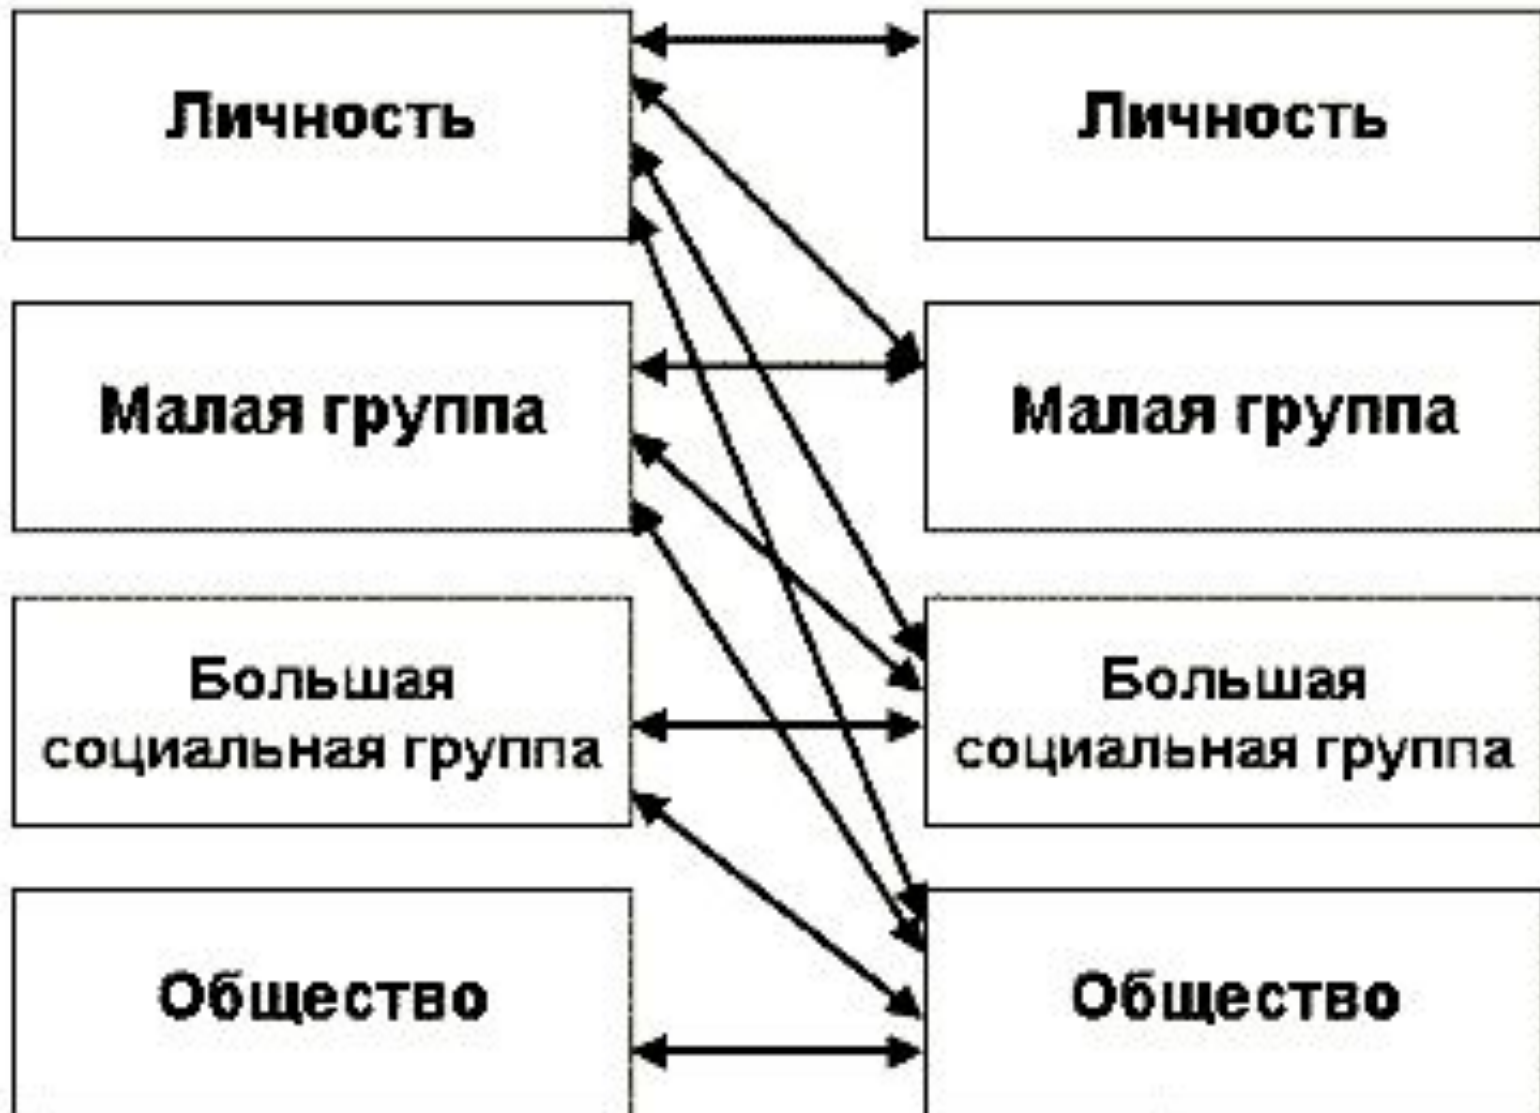 Личность
Личность
Малая группа
Малая группа
Большая
социальная группа
Большая
социальная группа
Общество
Общество